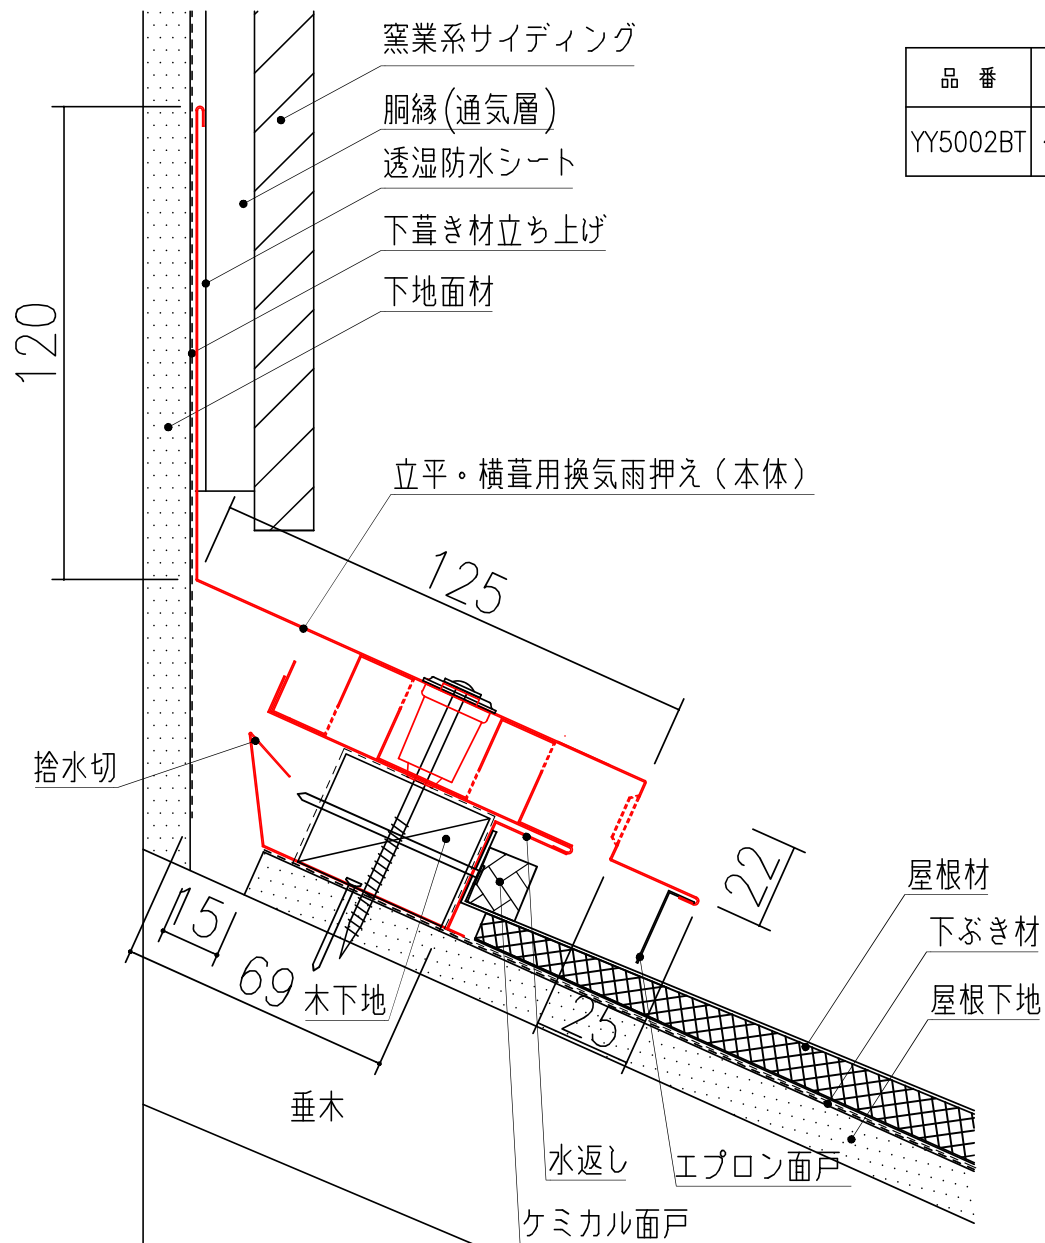 窯業系サイディング
胴縁(通気層)
透湿防水シート
下葺き材立ち上げ
下地面材
品 番
YY5002BT
120
立平・横葺用換気雨押え(本体)
125
捨水切
22
屋根材
下ぶき材
屋根下地
15
69
木下地
25
垂木
水返し
エプロン面戸
ケミカル面戸